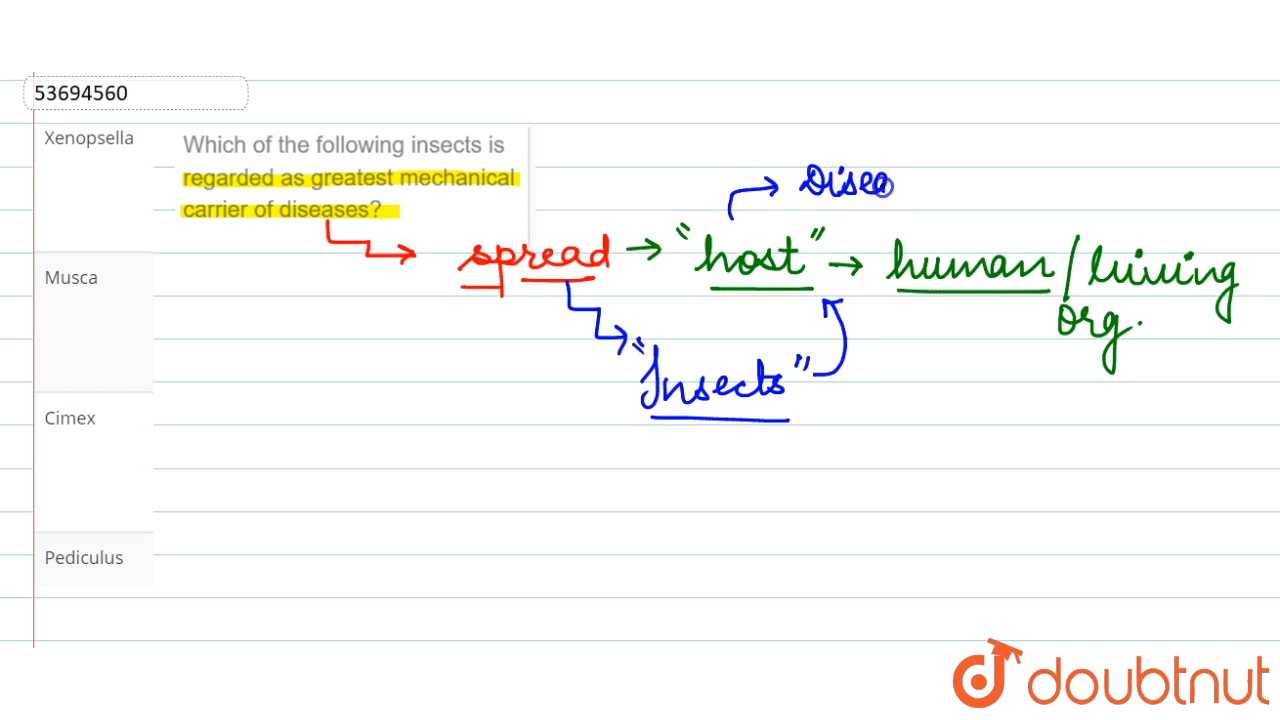 53694560
Xenopsella
Which of the following insects is
regarded as greatest mechanical
carrier of diseases?
Disea
spread → "host" → human / living
org.
"Insects"
Musca
Cimex
Pediculus
doubtnut